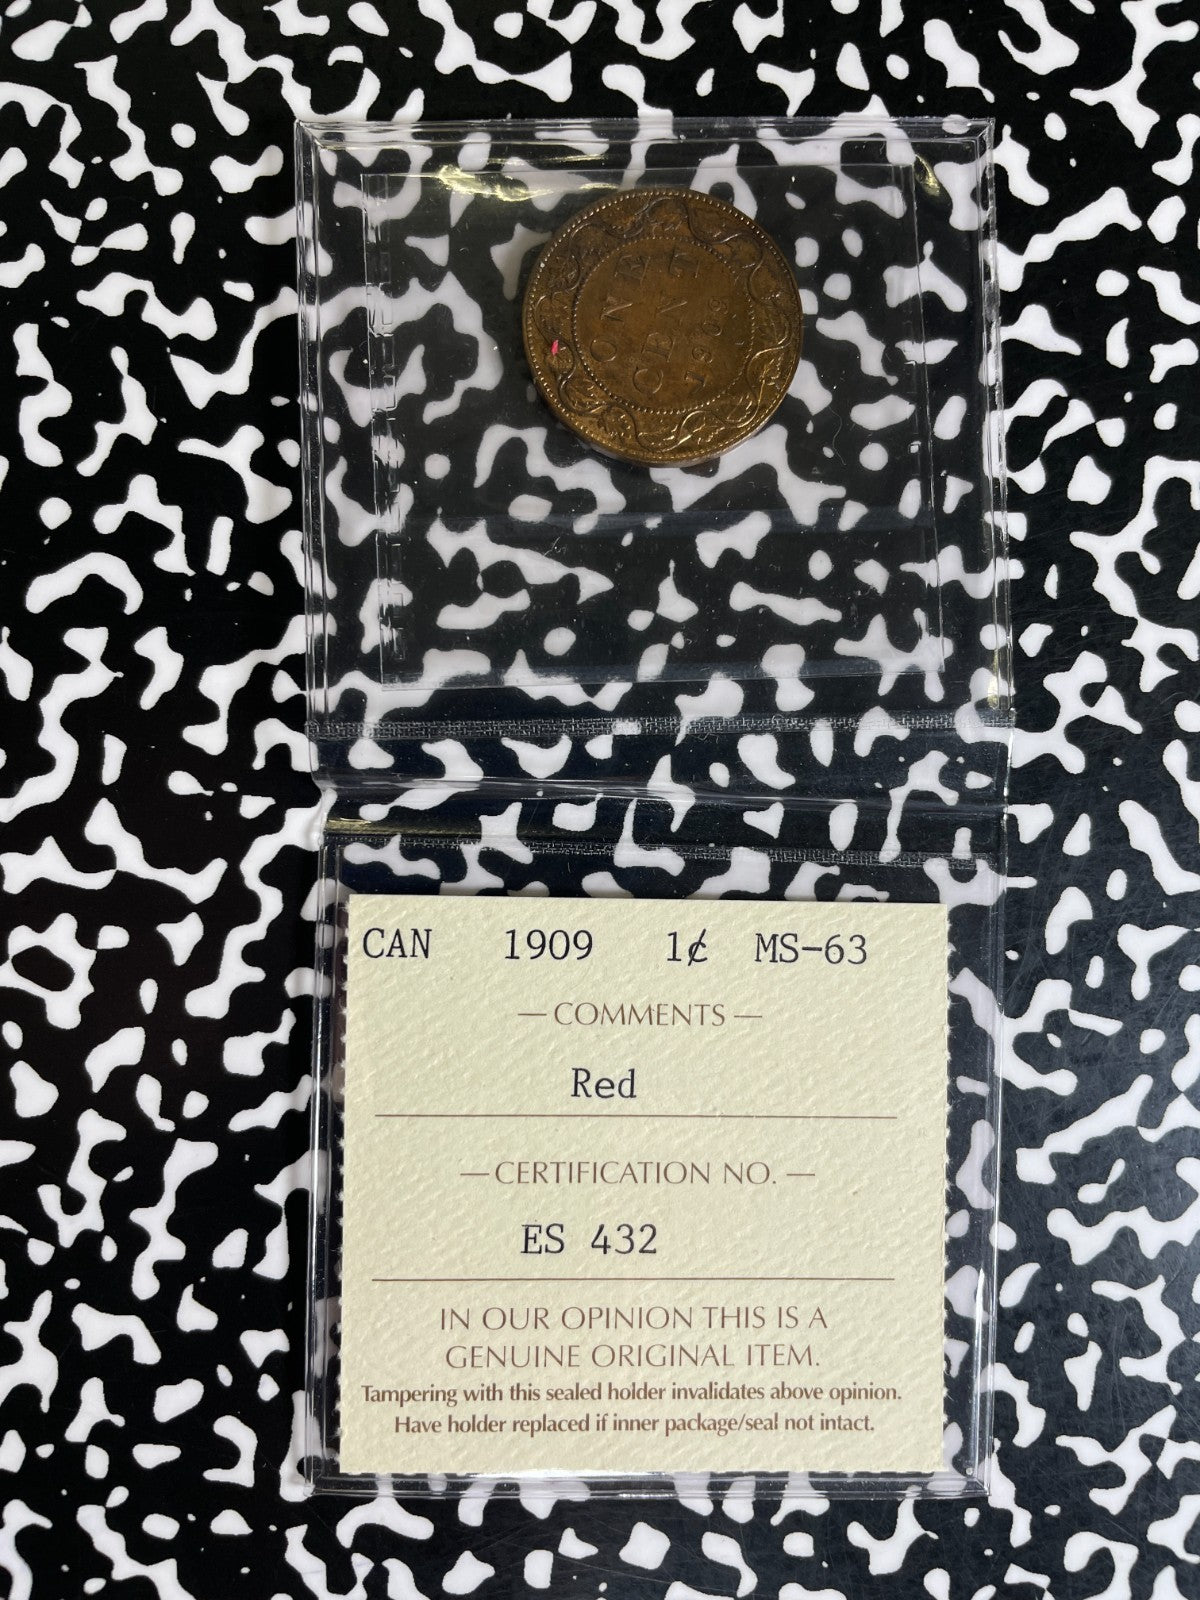 ONE
CENT
1909
CAN 1909 1¢ MS-63
— COMMENTS —
Red
— CERTIFICATION NO. —
ES 432
IN OUR OPINION THIS IS A
GENUINE ORIGINAL ITEM.
Tampering with this sealed holder invalidates above opinion.
Have holder replaced if inner package/seal not intact.